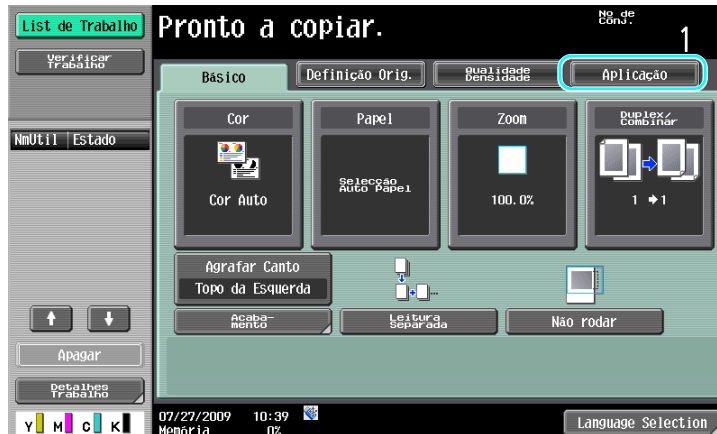 List de Trabalho
Pronto a copiar.
Nº de
Conj.
1
Verificar
Trabalho
Básico
Definição Orig.
Qualidade
Densidade
Aplicação
NmUtil Estado
Cor
Papel
Zoom
Duplex/
Combinar
Cor Auto
Selecção
Auto Papel
100.0%
1 → 1
Agrafar Canto
Topo da Esquerda
Acaba-
mento
Leitura
Separada
Não rodar
Apagar
Detalhes
Trabalho
Y M C K
07/27/2009 10:39
Memória 0%
Language Selection